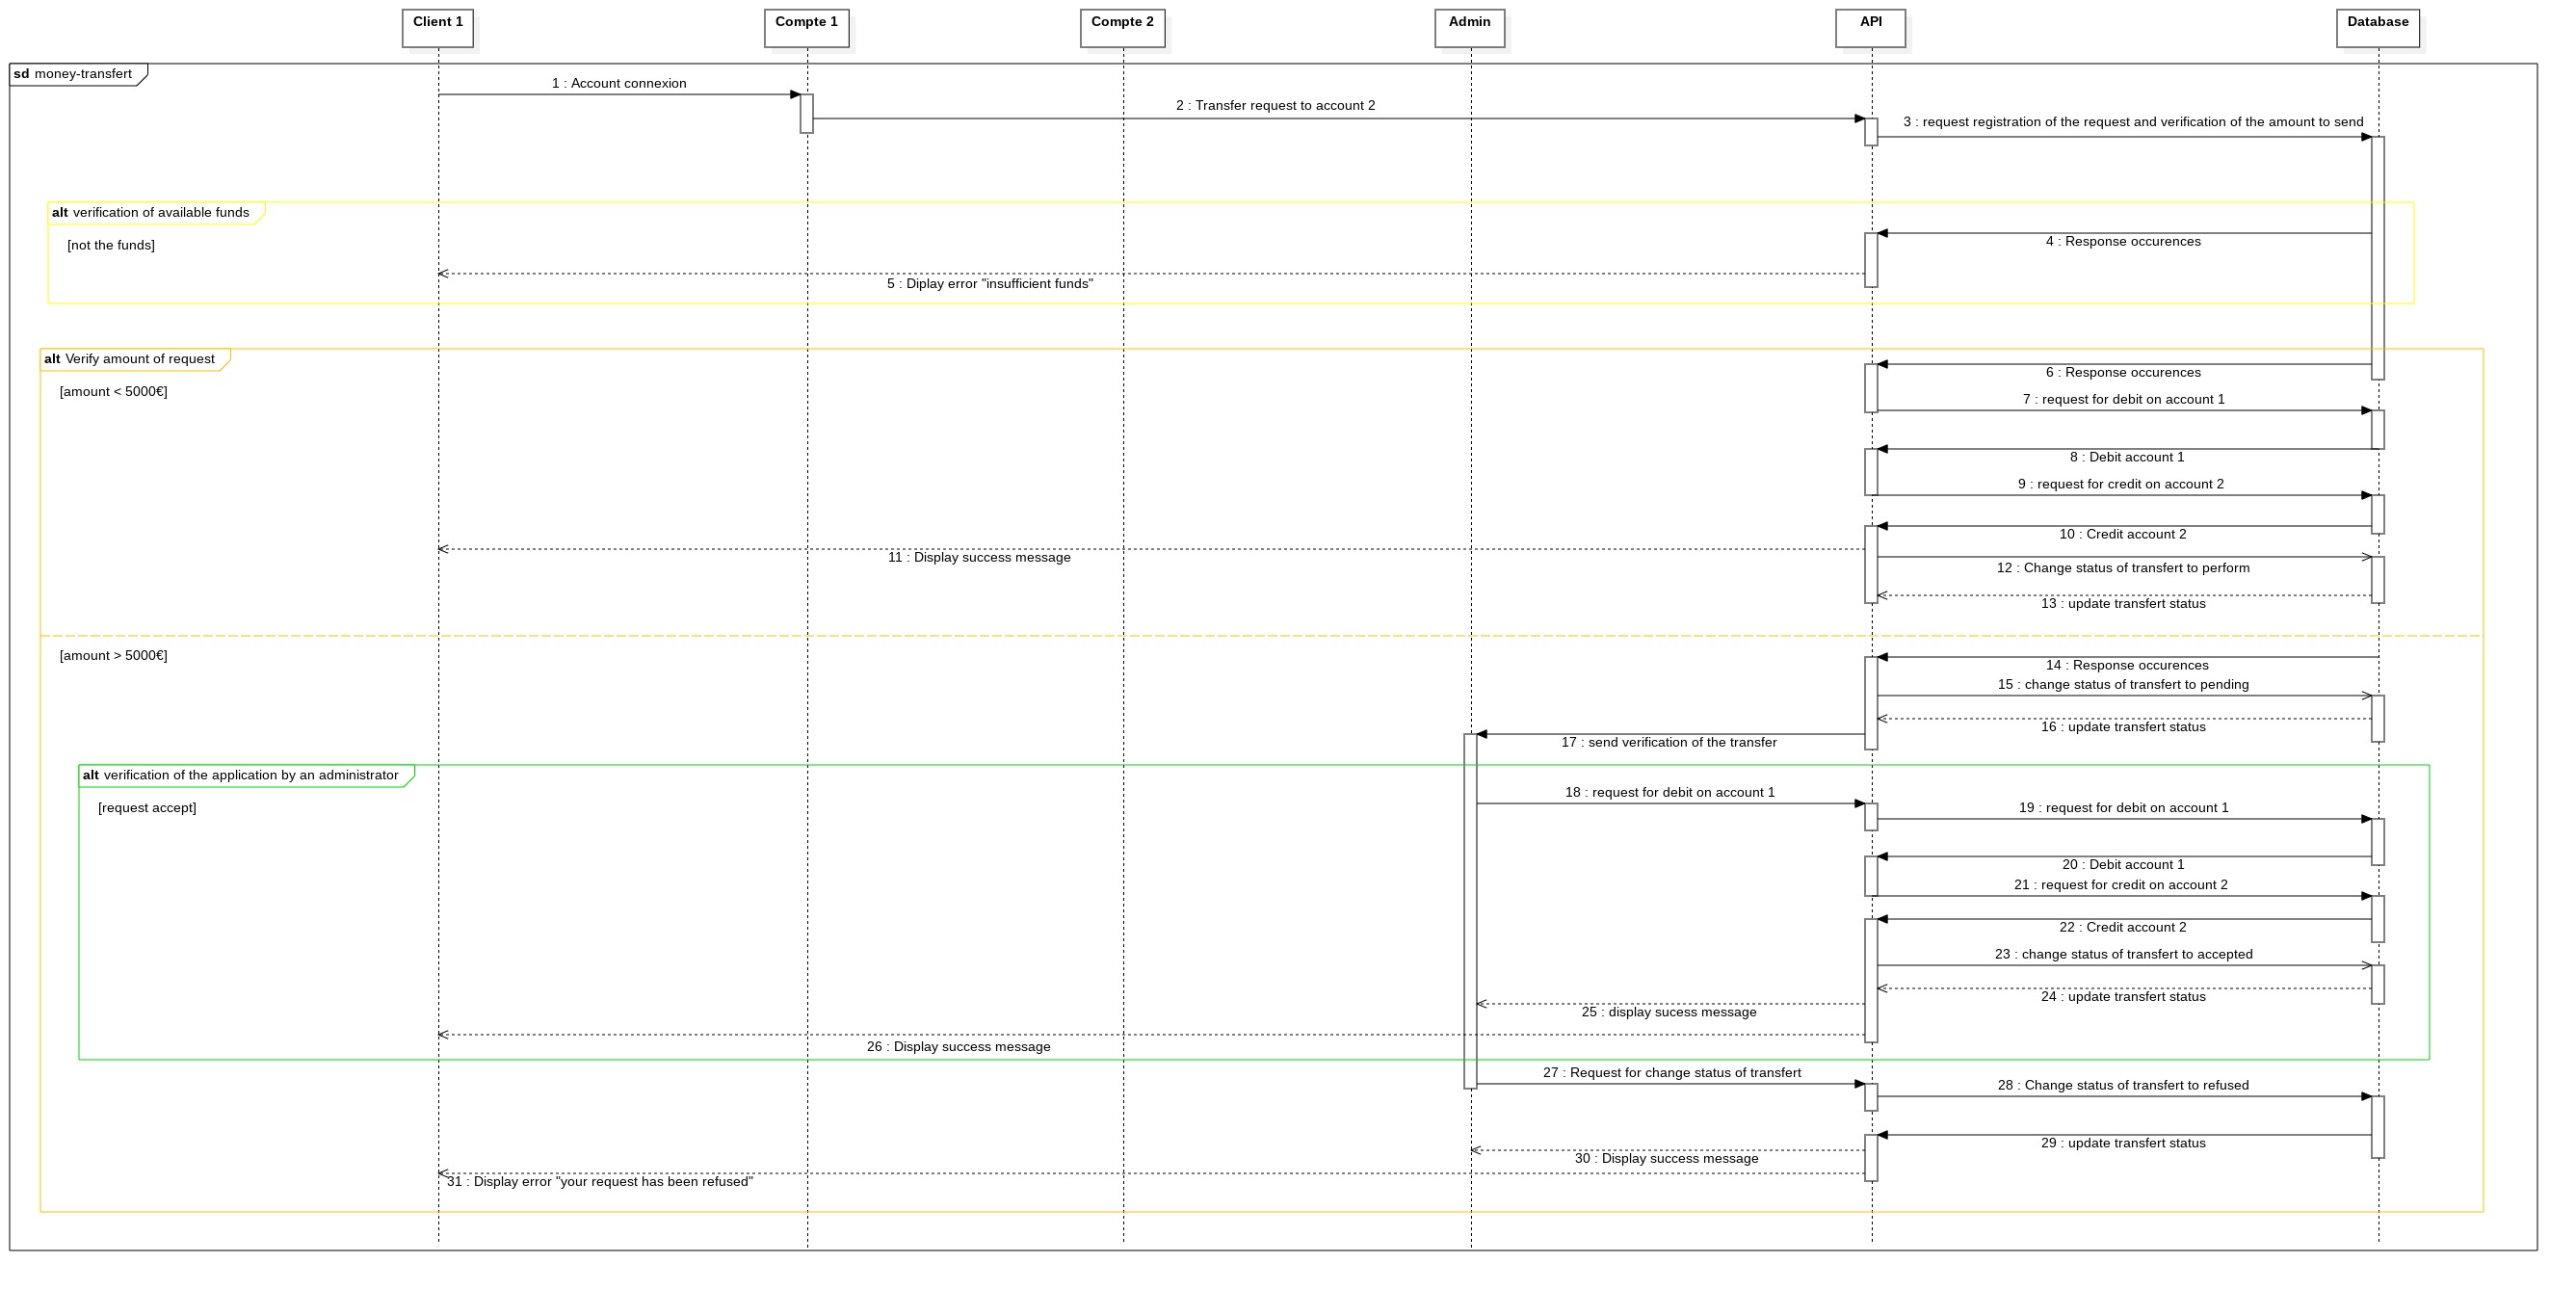 Client 1
Compte 1
Compte 2
Admin
API
Database
sd money-transfert
1 : Account connexion
2 : Transfer request to account 2
3 : request registration of the request and verification of the amount to send
alt verification of available funds
[not the funds]
4 : Response occurences
5 : Diplay error "insufficient funds"
alt Verify amount of request
[amount < 5000€]
6 : Response occurences
7 : request for debit on account 1
8 : Debit account 1
9 : request for credit on account 2
10 : Credit account 2
11 : Display success message
12 : Change status of transfert to perform
13 : update transfert status
[amount > 5000€]
14 : Response occurences
15 : change status of transfert to pending
16 : update transfert status
17 : send verification of the transfer
alt verification of the application by an administrator
[request accept]
18 : request for debit on account 1
19 : request for debit on account 1
20 : Debit account 1
21 : request for credit on account 2
22 : Credit account 2
23 : change status of transfert to accepted
24 : update transfert status
25 : display sucess message
26 : Display success message
27 : Request for change status of transfert
28 : Change status of transfert to refused
29 : update transfert status
30 : Display success message
31 : Display error "your request has been refused"